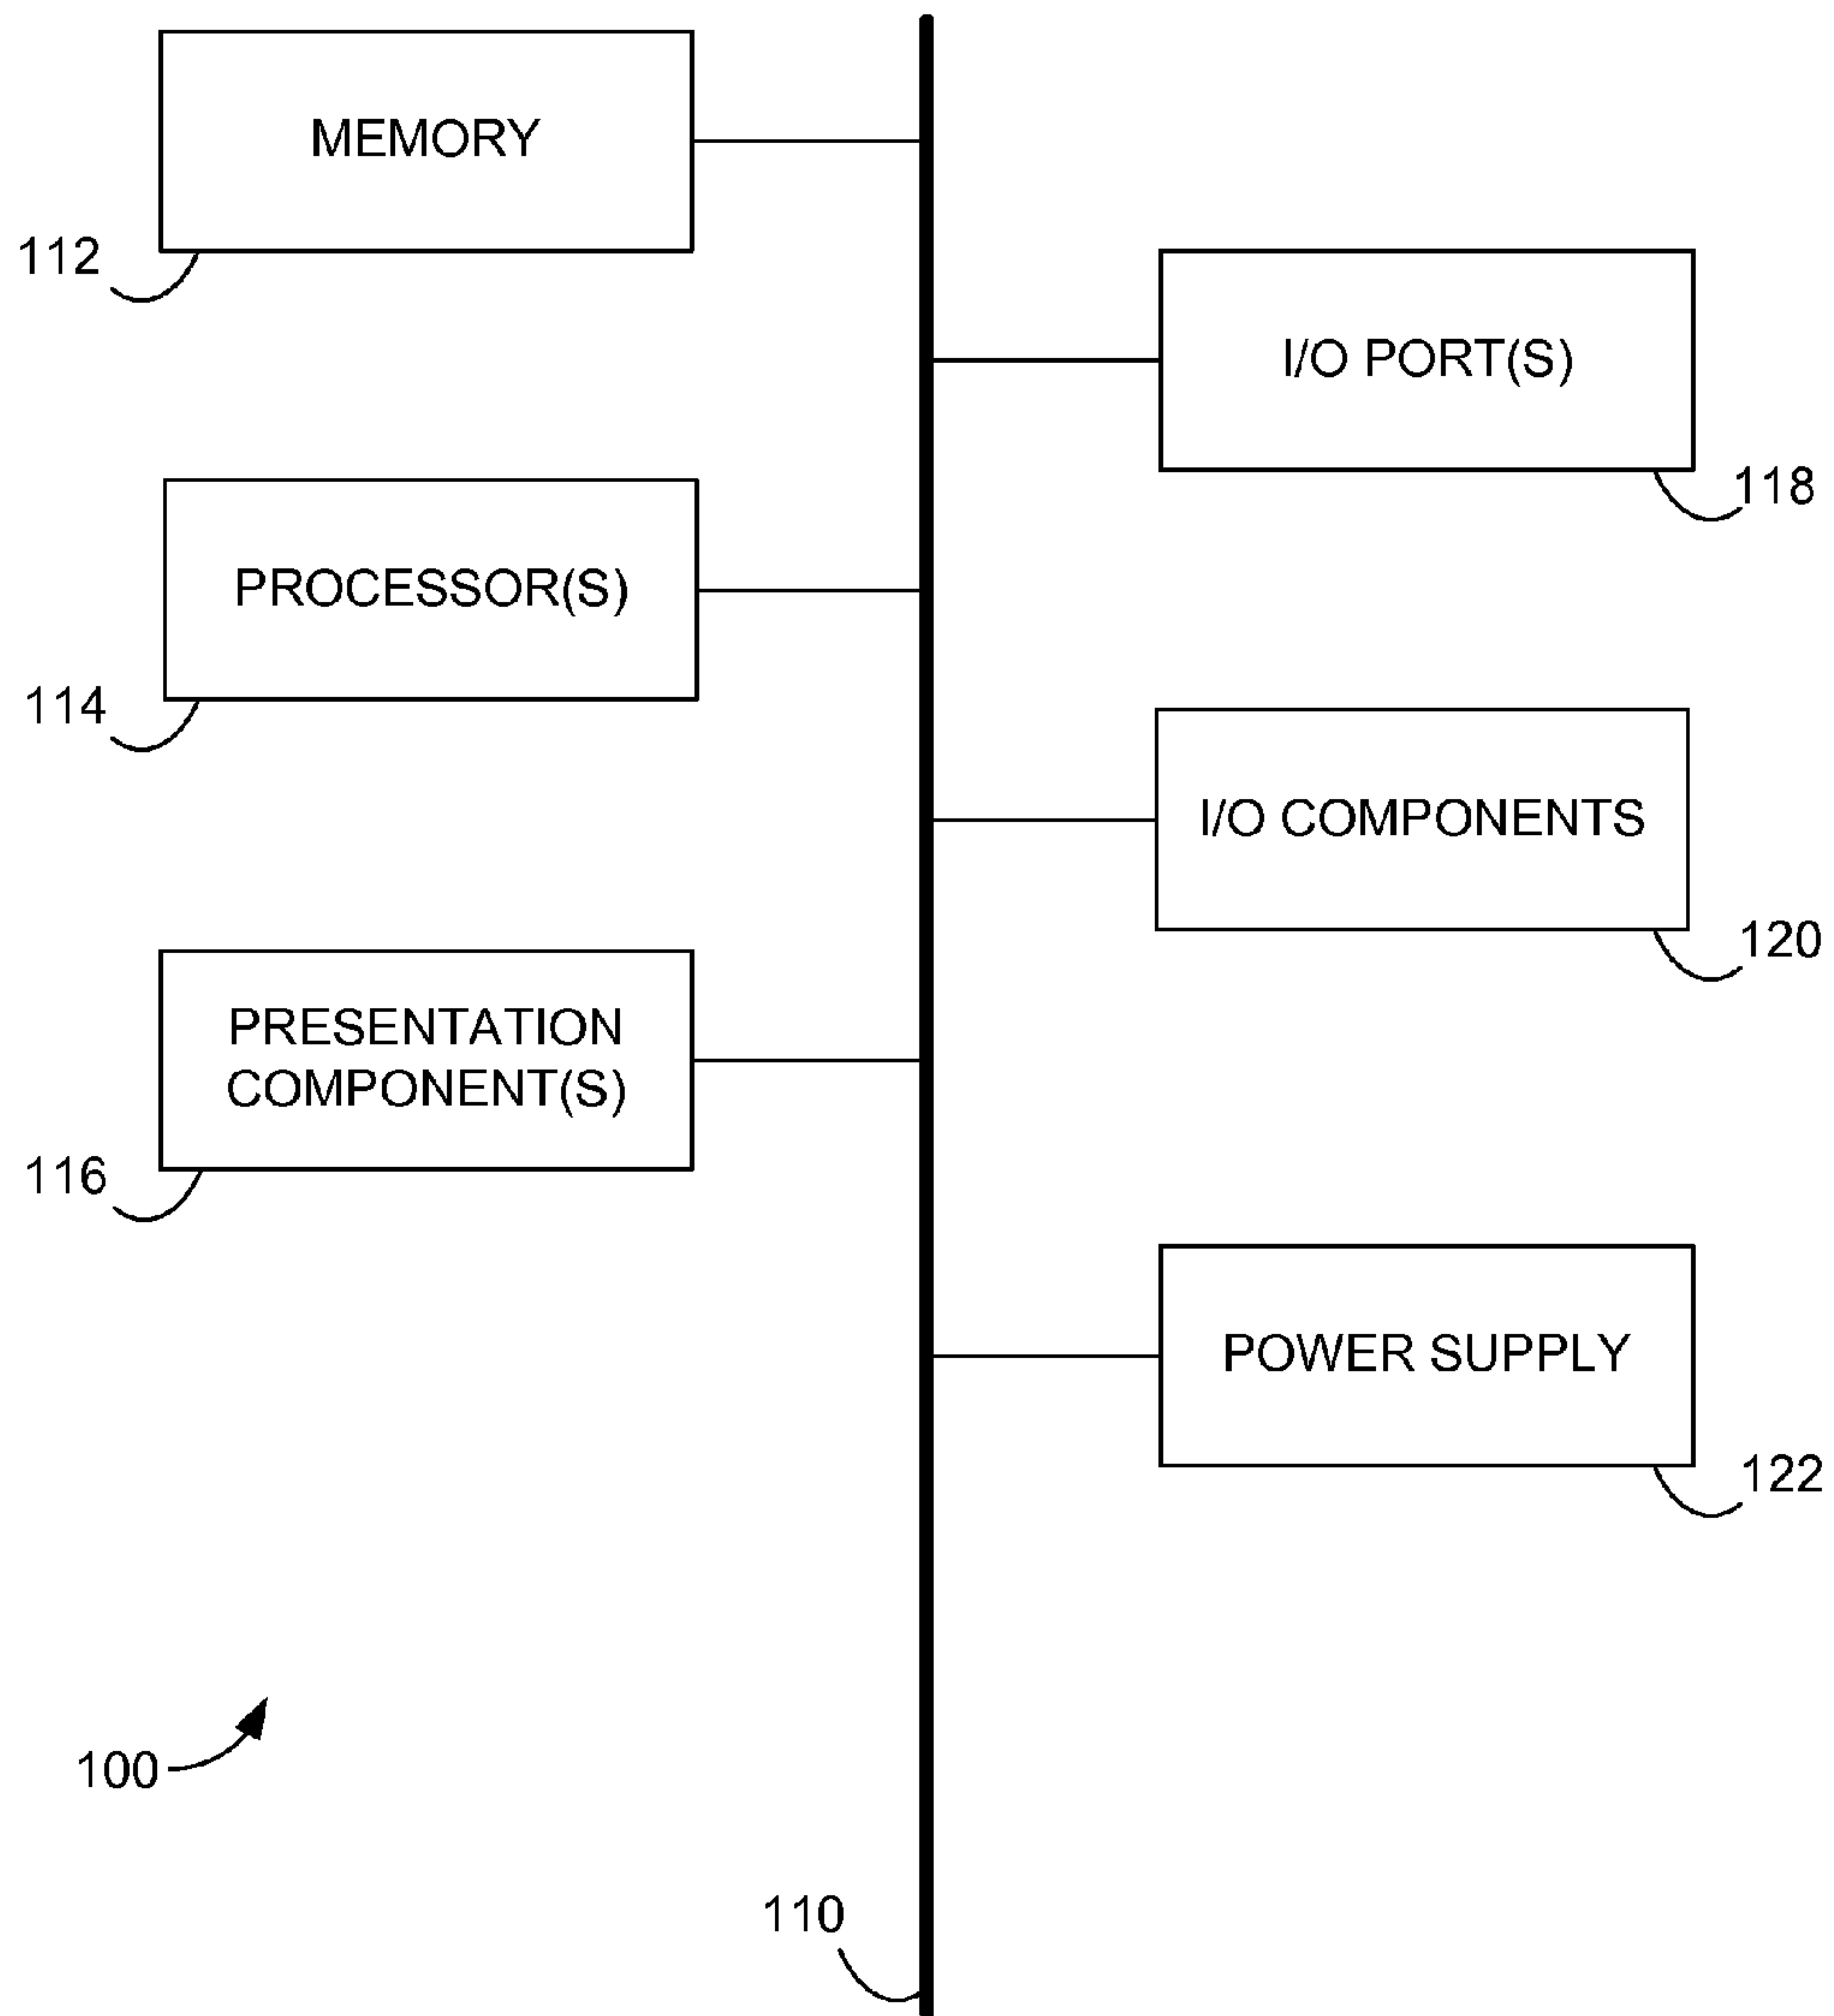 MEMORY
112
I/O PORT(S)
118
PROCESSOR(S)
114
I/O COMPONENTS
120
PRESENTATION
COMPONENT(S)
116
POWER SUPPLY
122
100
110